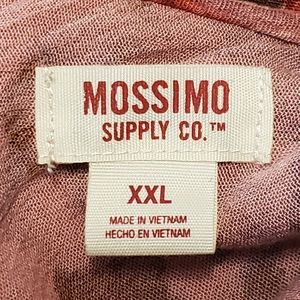 MOSSIMO
SUPPLY CO.™
XXL
MADE IN VIETNAM
HECHO EN VIETNAM